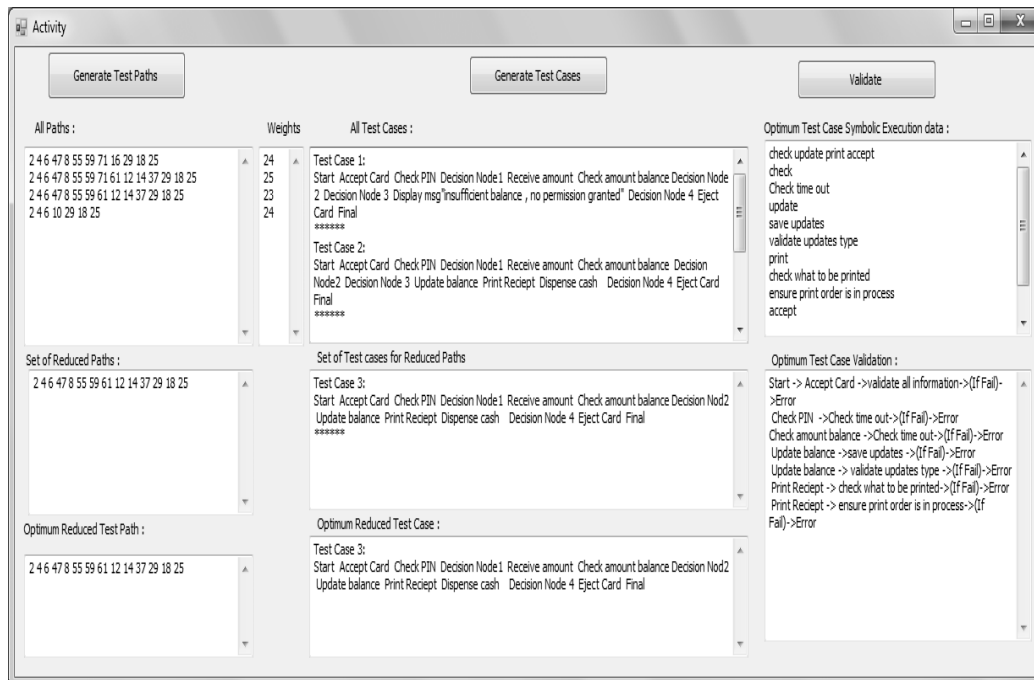 Activity
Generate Test Paths
Generate Test Cases
Validate
All Paths :
2 4 6 47 8 55 59 71 16 29 18 25
2 4 6 47 8 55 59 71 61 12 14 37 29 18 25
2 4 6 47 8 55 59 61 12 14 37 29 18 25
2 4 6 10 29 18 25
Weights
24
25
23
24
All Test Cases :
Test Case 1:
Start Accept Card Check PIN Decision Node1 Receive amount Check amount balance Decision Node
2 Decision Node 3 Display msg"insufficient balance , no permission granted" Decision Node 4 Eject
Card Final
******
Test Case 2:
Start Accept Card Check PIN Decision Node1 Receive amount Check amount balance Decision
Node2 Decision Node 3 Update balance Print Reciept Dispense cash Decision Node 4 Eject Card
Final
******
Optimum Test Case Symbolic Execution data :
check update print accept
check
Check time out
update
save updates
validate updates type
print
check what to be printed
ensure print order is in process
accept
Set of Reduced Paths :
2 4 6 47 8 55 59 61 12 14 37 29 18 25
Set of Test cases for Reduced Paths
Test Case 3:
Start Accept Card Check PIN Decision Node1 Receive amount Check amount balance Decision Nod2
Update balance Print Reciept Dispense cash Decision Node 4 Eject Card Final
******
Optimum Test Case Validation :
Start -> Accept Card ->validate all information->(If Fail)-
>Error
Check PIN ->Check time out->(If Fail)->Error
Check amount balance ->Check time out->(If Fail)->Error
Update balance ->save updates ->(If Fail)->Error
Update balance -> validate updates type ->(If Fail)->Error
Print Reciept -> check what to be printed->(If Fail)->Error
Print Reciept -> ensure print order is in process->(If
Fail)->Error
Optimum Reduced Test Path :
2 4 6 47 8 55 59 61 12 14 37 29 18 25
Optimum Reduced Test Case :
Test Case 3:
Start Accept Card Check PIN Decision Node1 Receive amount Check amount balance Decision Nod2
Update balance Print Reciept Dispense cash Decision Node 4 Eject Card Final